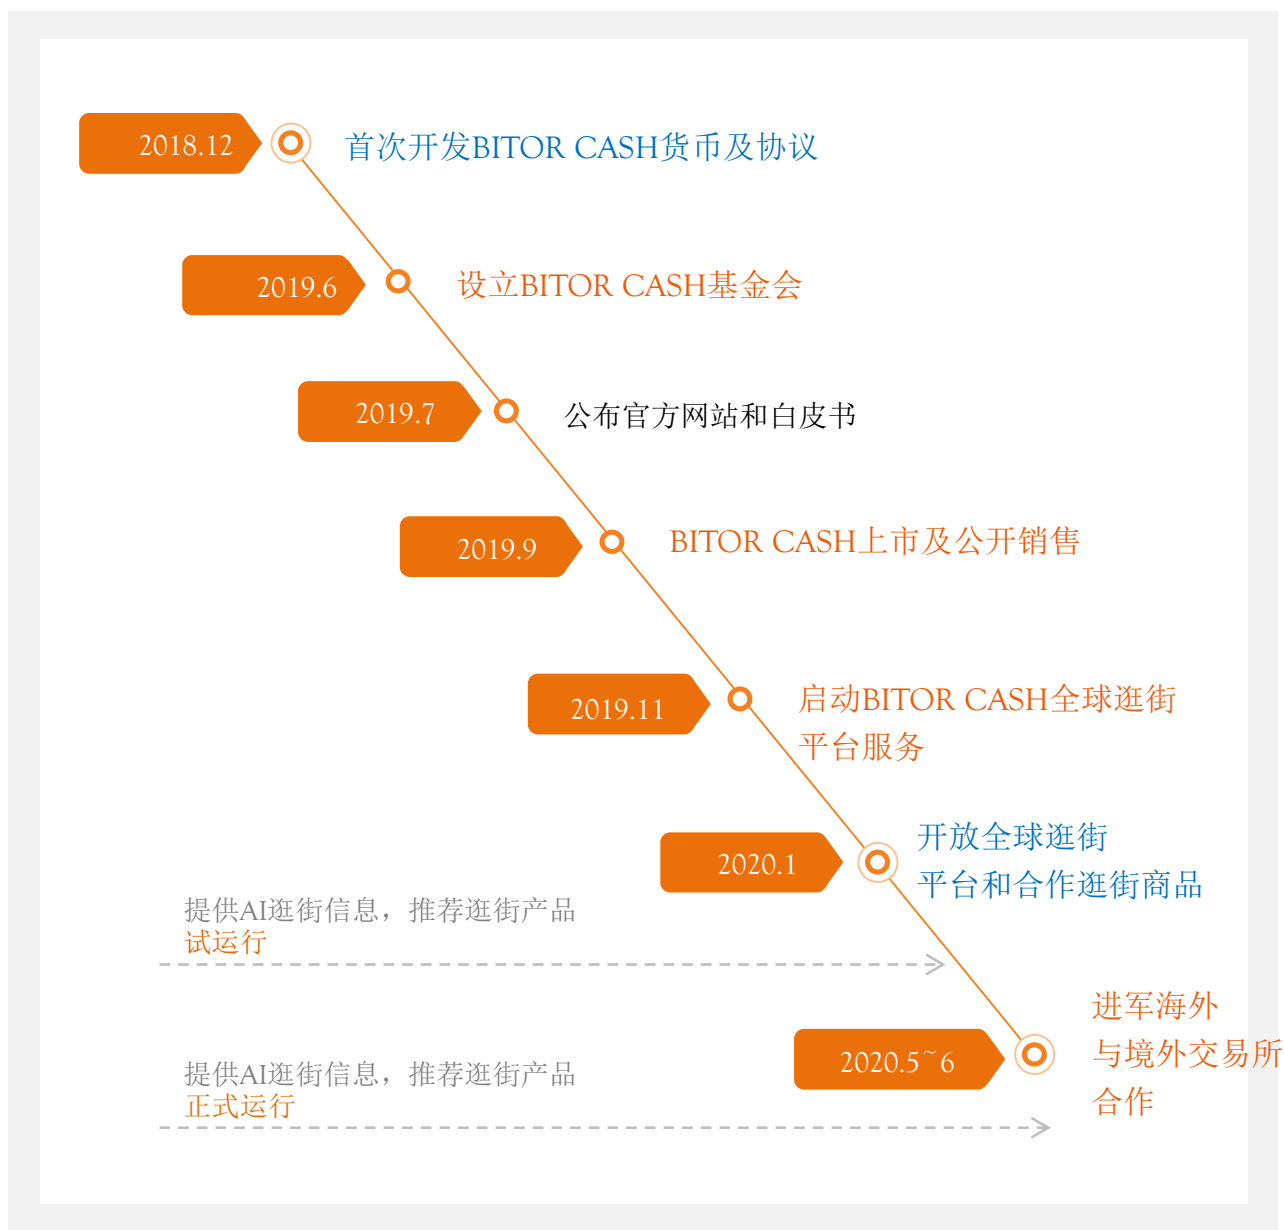 2018.12
首次开发BITOR CASH货币及协议
2019.6
设立BITOR CASH基金会
2019.7
公布官方网站和白皮书
2019.9
BITOR CASH上市及公开销售
2019.11
启动BITOR CASH全球逛街
平台服务
2020.1
开放全球逛街
平台和合作逛街商品
提供AI逛街信息，推荐逛街产品
试运行
2020.5~6
进军海外
与境外交易所
合作
提供AI逛街信息，推荐逛街产品
正式运行